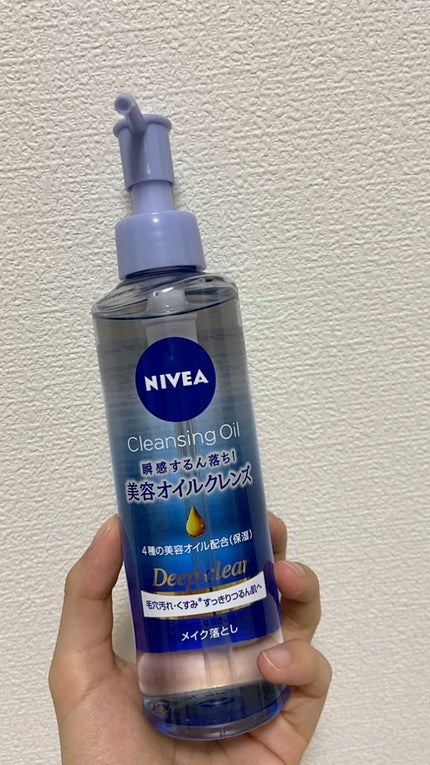 NIVEA
Cleansing Oil
瞬感するん落ち!
美容オイルクレンズ
4種の美容オイル配合(保湿)
Deep clear
毛穴汚れ・くすみ*すっきりつるん肌へ
メイク落とし